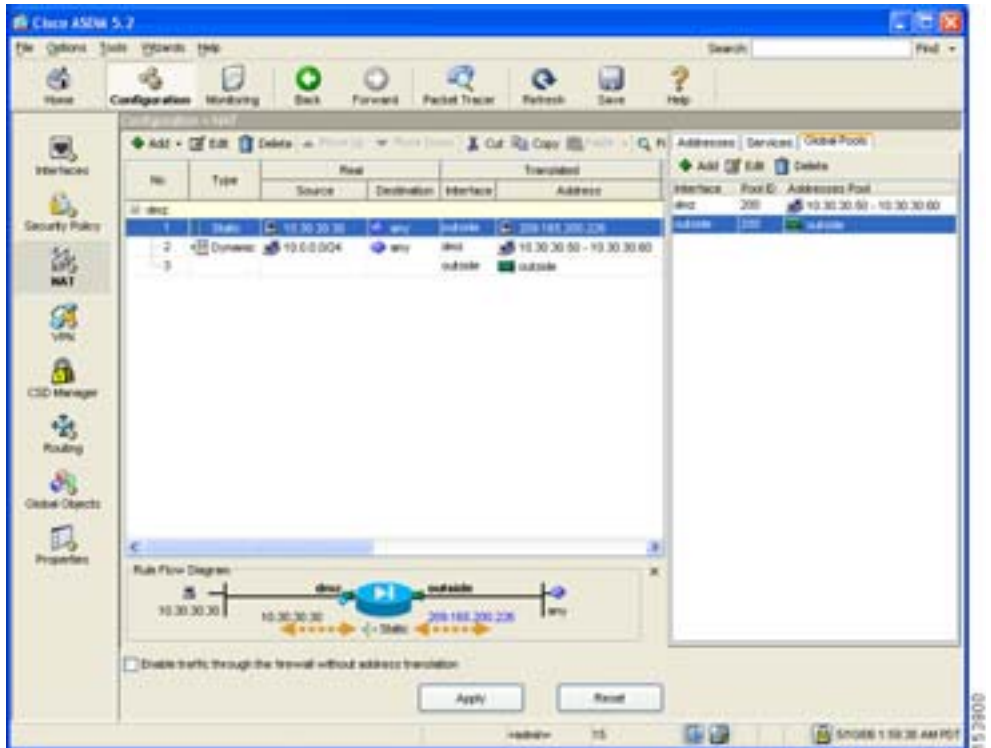 Cisco ASDM 5.2
File Options Tools Wizards Help Search: Find
Home Configuration Monitoring Back Forward Packet Tracer Refresh Save Help
Configuration > NAT
Interfaces
Security Policy
NAT
VPN
CSD Manager
Routing
Global Objects
Properties
Add Edit Delete Cut Copy
No Type Real Translated
Source Destination Interface Address
dmz
1 Static 10.30.30.30 any outside 209.165.200.226
2 Dynamic 10.0.0.0/24 any dmz 10.30.30.50 - 10.30.30.60
3 outside outside
Addresses Services Global Pools
Add Edit Delete
Interface Pool ID Addresses Pool
dmz 200 10.30.30.50 - 10.30.30.60
outside 200 outside
Rule Flow Diagram
dmz outside
10.30.30.30 any
10.30.30.30 Static 209.165.200.226
Enable traffic through the firewall without address translation
Apply Reset
<admin> 15
AM PDT
153900